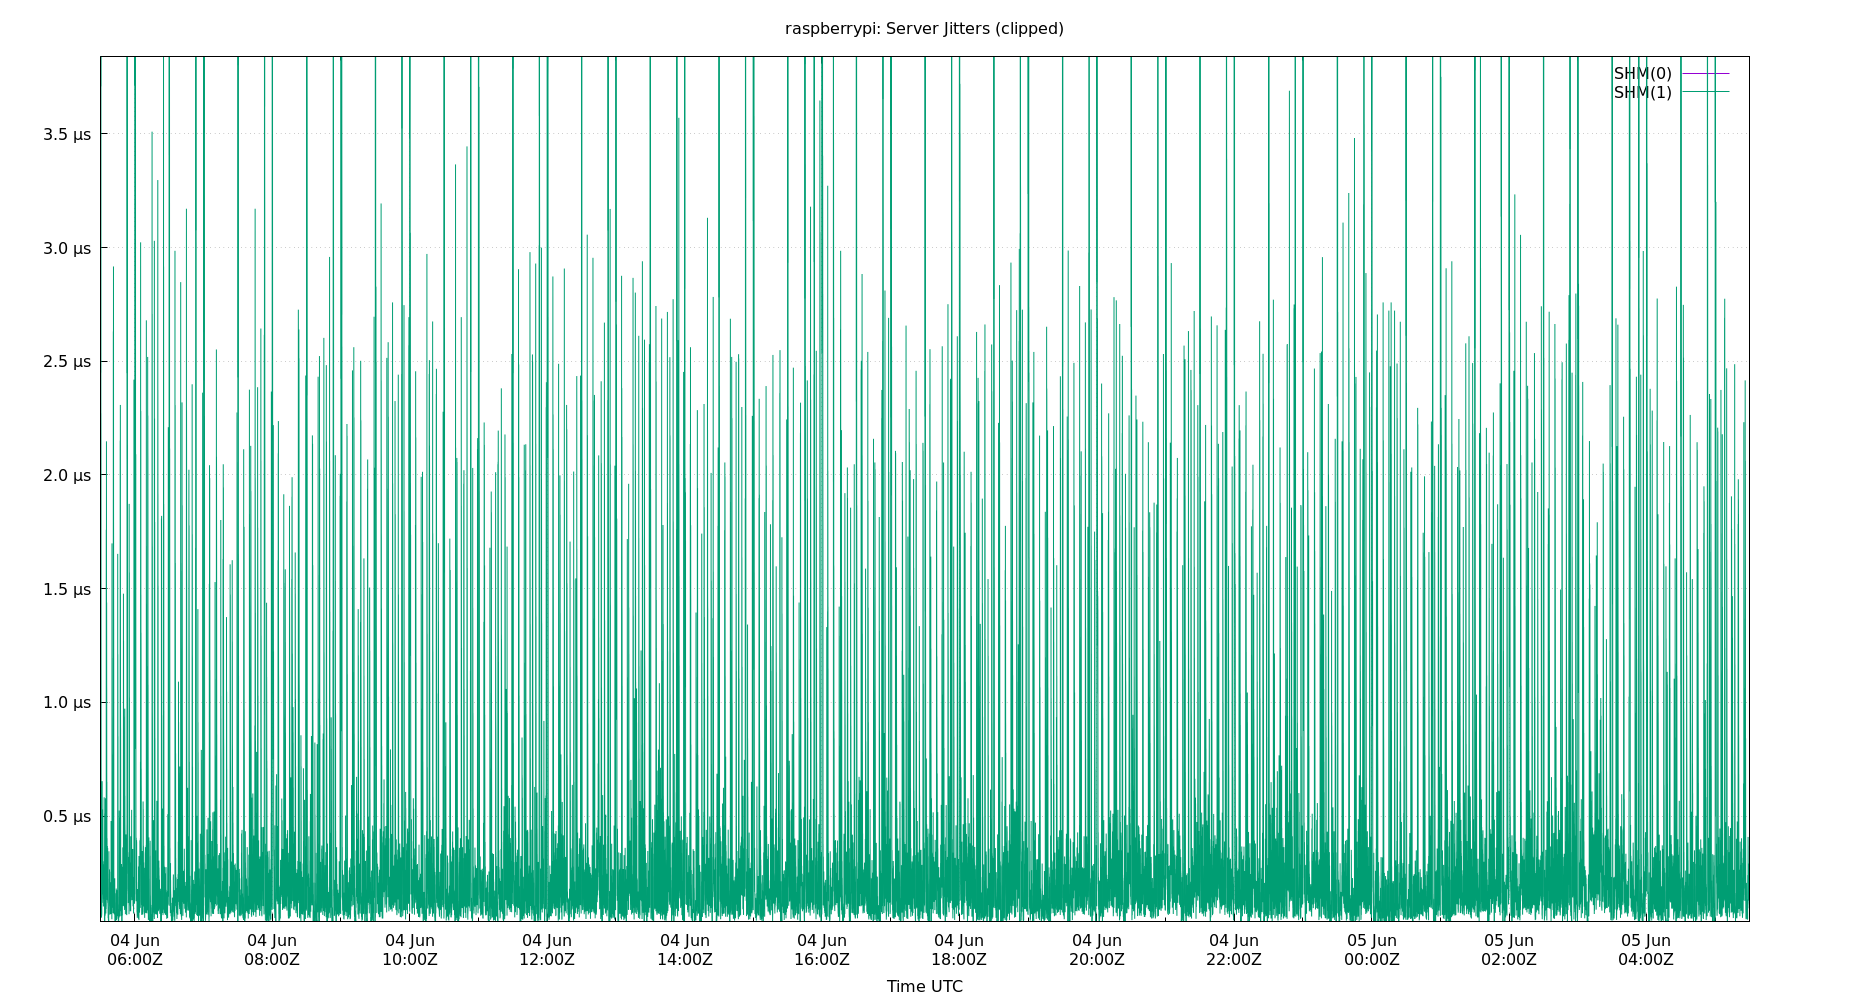 raspberrypi: Server Jitters (clipped)
SHM(0)
SHM(1)
3.5 µs
3.0 µs
2.5 µs
2.0 µs
1.5 µs
1.0 µs
0.5 µs
04 Jun 04 Jun 04 Jun 04 Jun 04 Jun 04 Jun 04 Jun 04 Jun 04 Jun 05 Jun 05 Jun 05 Jun
06:00Z 08:00Z 10:00Z 12:00Z 14:00Z 16:00Z 18:00Z 20:00Z 22:00Z 00:00Z 02:00Z 04:00Z
Time UTC